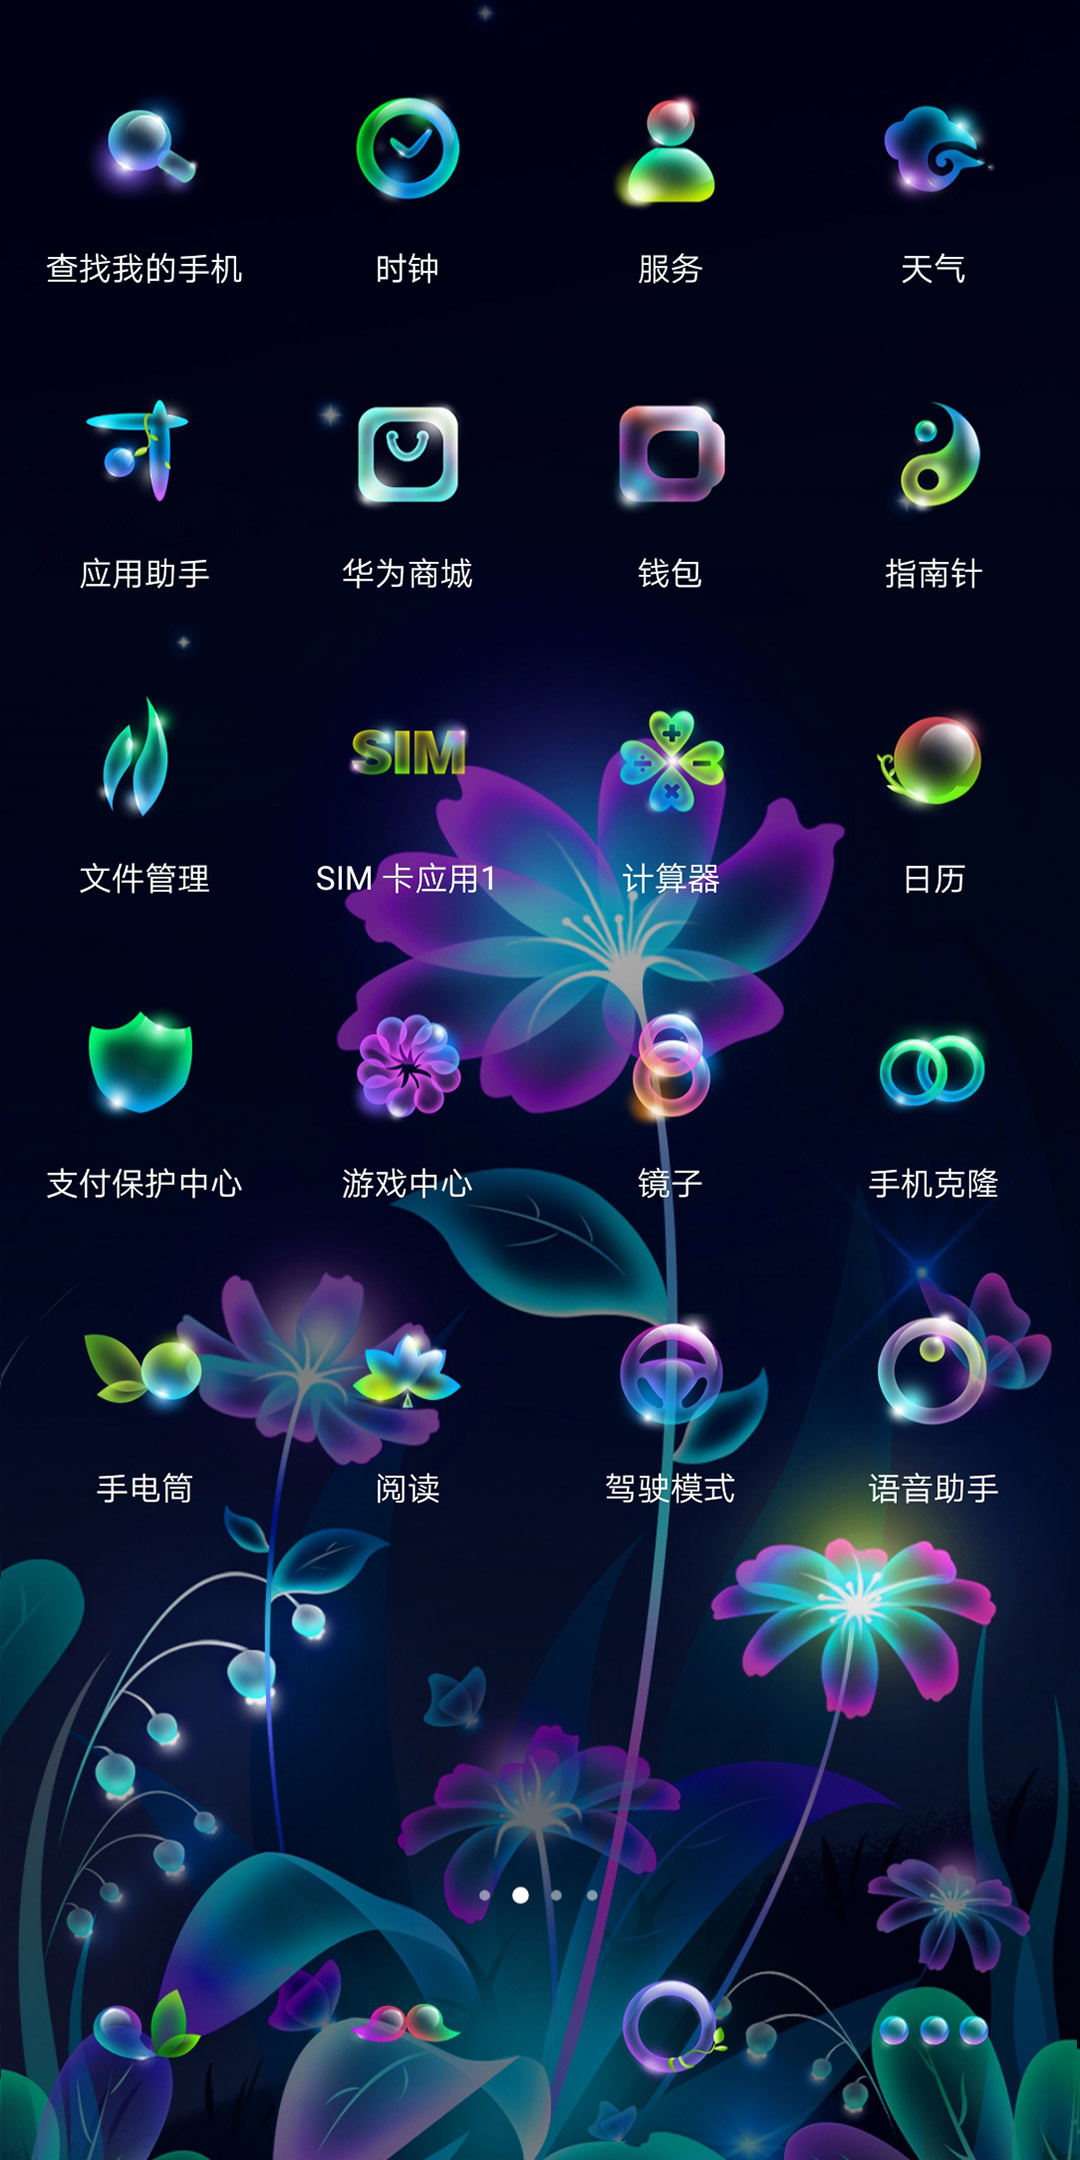 查找我的手机
时钟
服务
天气
应用助手
华为商城
钱包
指南针
SIM
文件管理
SIM 卡应用1
计算器
日历
支付保护中心
游戏中心
镜子
手机克隆
手电筒
阅读
驾驶模式
语音助手